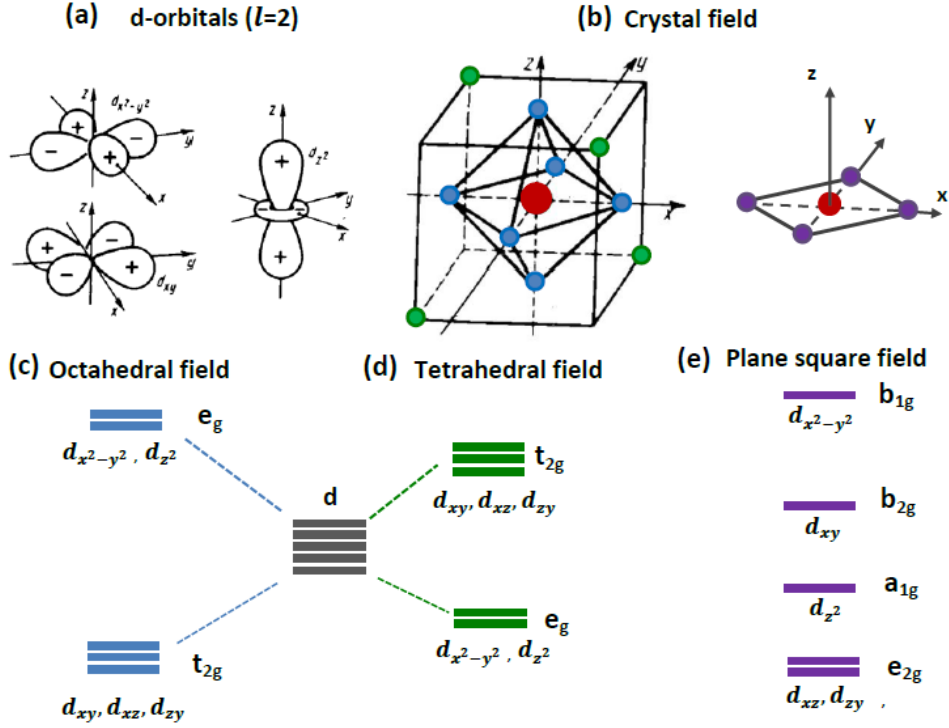 (a) d-orbitals (l=2)
(b) Crystal field
z
d_{x²−y²}
+
−
−
+
y
x
z
+
−
−
+
y
d_{xy}
x
z
+
d_{z²}
−
−
y
x
+
z
y
x
z
y
x
(c) Octahedral field
(d) Tetrahedral field
(e) Plane square field
e_g
d_{x²−y²} , d_{z²}
t_{2g}
d_{xy}, d_{xz}, d_{zy}
d
t_{2g}
d_{xy}, d_{xz}, d_{zy}
e_g
d_{x²−y²} , d_{z²}
b_{1g}
d_{x²−y²}
b_{2g}
d_{xy}
a_{1g}
d_{z²}
e_{2g}
d_{xz}, d_{zy} ,